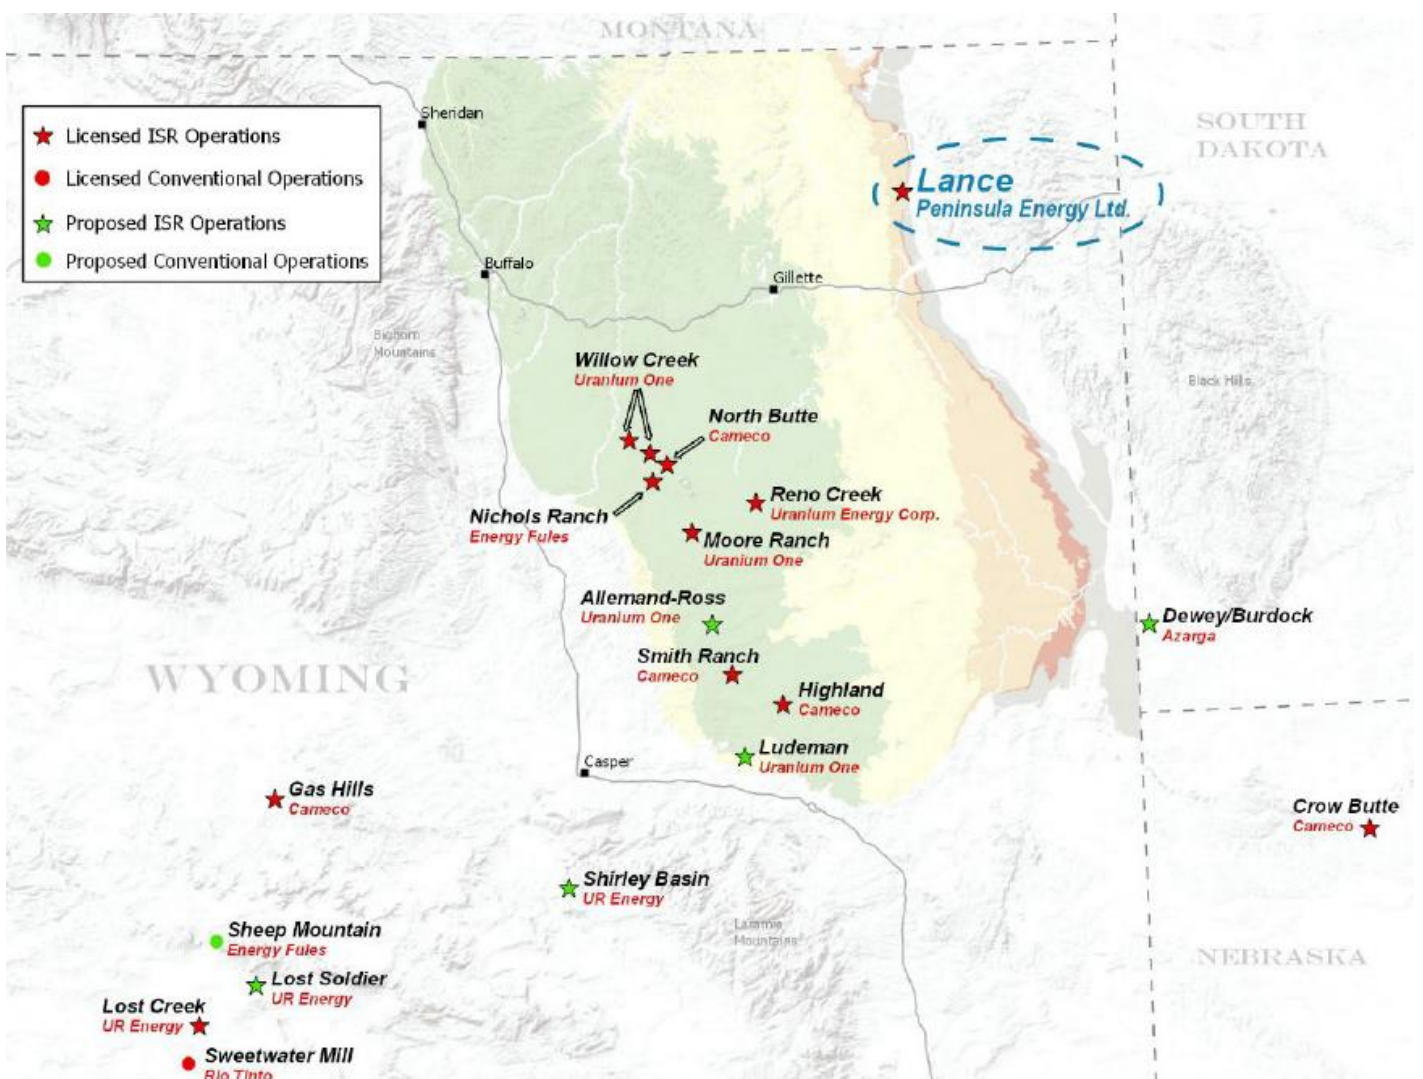 MONTANA
Sheridan
Licensed ISR Operations
Licensed Conventional Operations
Proposed ISR Operations
Proposed Conventional Operations
SOUTH
DAKOTA
Lance
Peninsula Energy Ltd.
Buffalo
Gillette
Bighorn
Mountains
Willow Creek
Uranium One
Black Hills
North Butte
Cameco
Reno Creek
Uranium Energy Corp.
Nichols Ranch
Energy Fules
Moore Ranch
Uranium One
Allemand-Ross
Uranium One
Dewey/Burdock
Azarga
Smith Ranch
Cameco
WYOMING
Highland
Cameco
Ludeman
Uranium One
Casper
Gas Hills
Cameco
Crow Butte
Cameco
Shirley Basin
UR Energy
Laramie
Mountains
Sheep Mountain
Energy Fules
NEBRASKA
Lost Soldier
UR Energy
Lost Creek
UR Energy
Sweetwater Mill
Rio Tinto